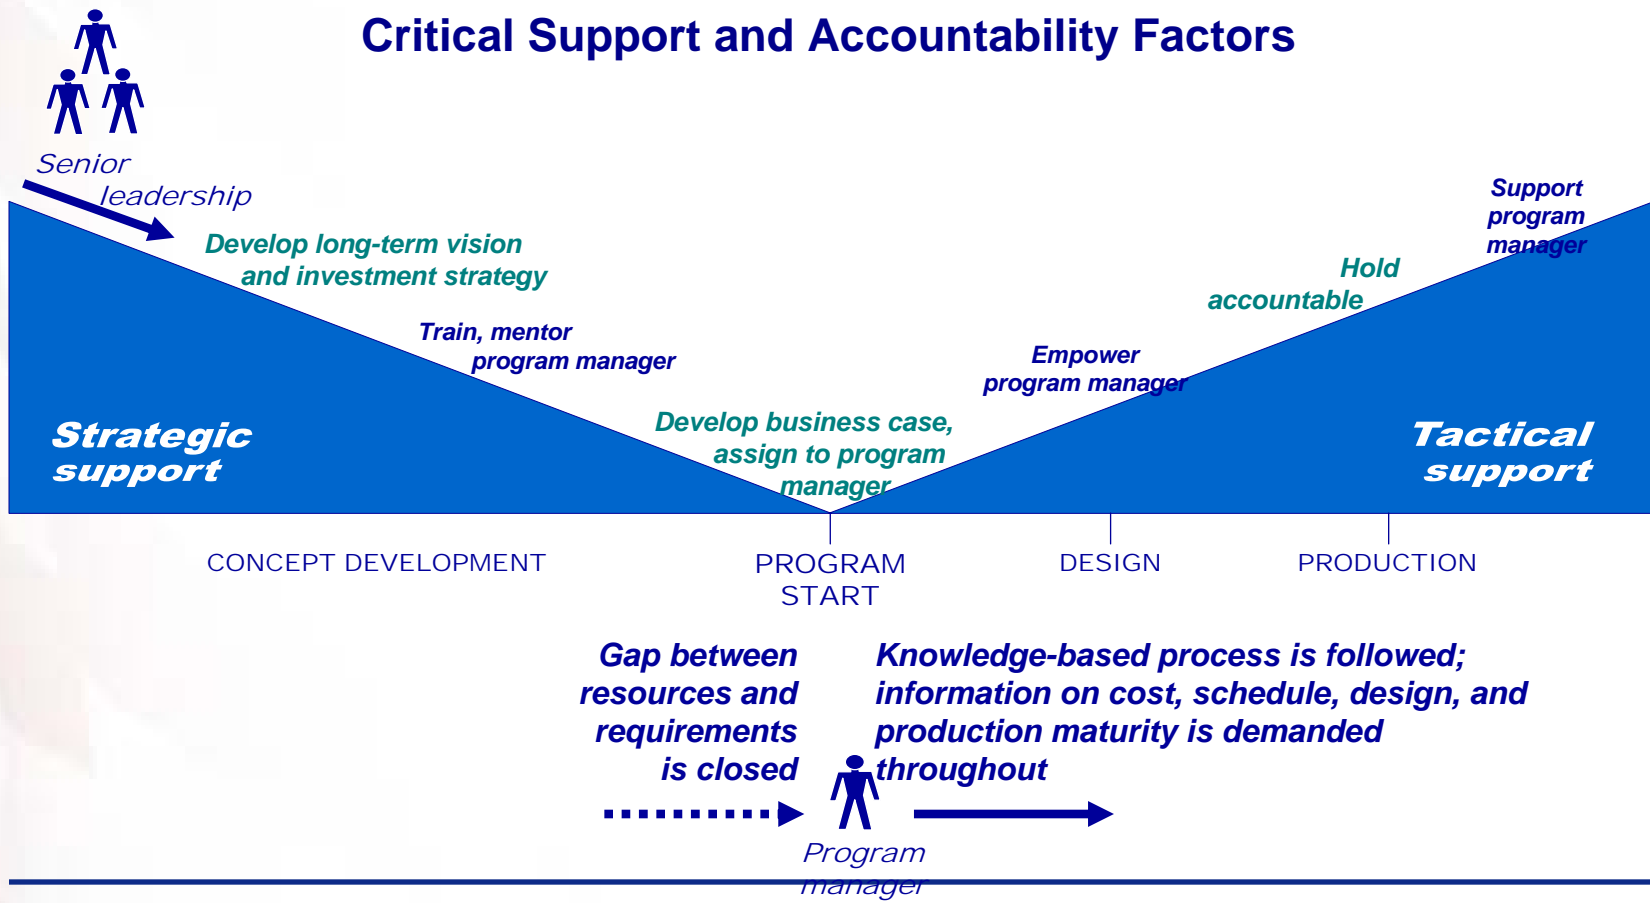 Critical Support and Accountability Factors
Senior
leadership
Develop long-term vision
and investment strategy
Train, mentor
program manager
Develop business case,
assign to program
manager
Empower
program manager
Hold
accountable
Support
program
manager
Strategic
support
Tactical
support
CONCEPT DEVELOPMENT
PROGRAM
START
DESIGN
PRODUCTION
Gap between
resources and
requirements
is closed
Knowledge-based process is followed;
information on cost, schedule, design, and
production maturity is demanded
throughout
Program
manager